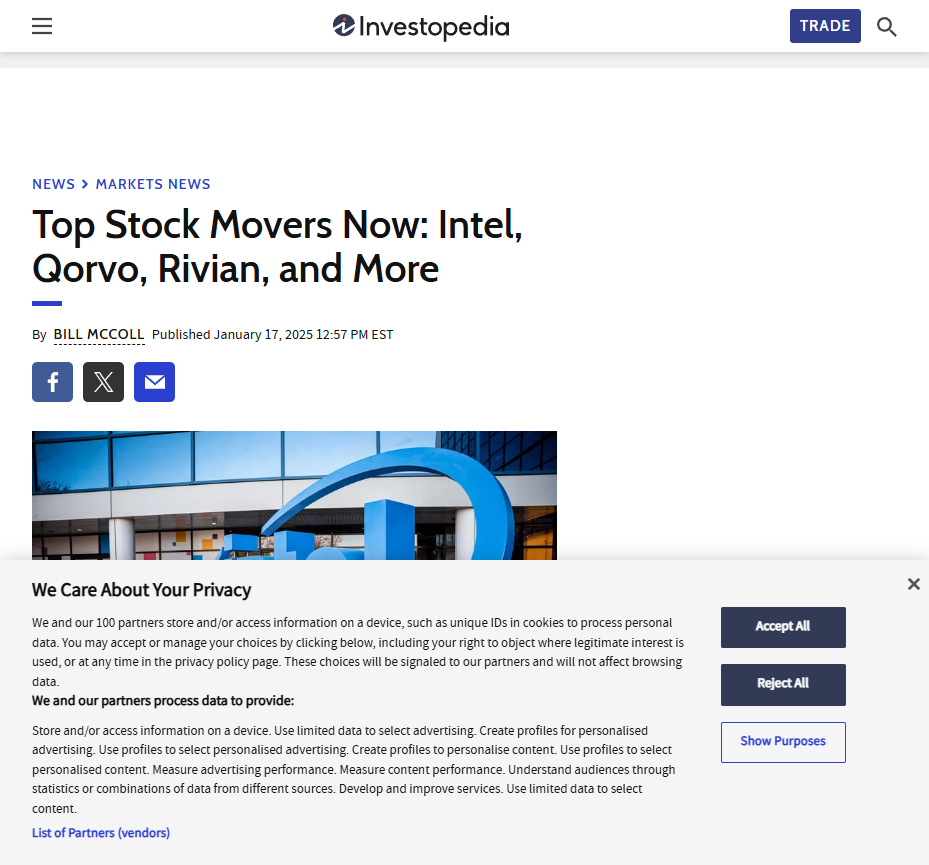 Investopedia
TRADE
NEWS > MARKETS NEWS
Top Stock Movers Now: Intel,
Qorvo, Rivian, and More
By BILL MCCOLL Published January 17, 2025 12:57 PM EST
We Care About Your Privacy
We and our 100 partners store and/or access information on a device, such as unique IDs in cookies to process personal
data. You may accept or manage your choices by clicking below, including your right to object where legitimate interest is
used, or at any time in the privacy policy page. These choices will be signaled to our partners and will not affect browsing
data.
We and our partners process data to provide:
Store and/or access information on a device. Use limited data to select advertising. Create profiles for personalised
advertising. Use profiles to select personalised advertising. Create profiles to personalise content. Use profiles to select
personalised content. Measure advertising performance. Measure content performance. Understand audiences through
statistics or combinations of data from different sources. Develop and improve services. Use limited data to select
content.
List of Partners (vendors)
Accept All
Reject All
Show Purposes